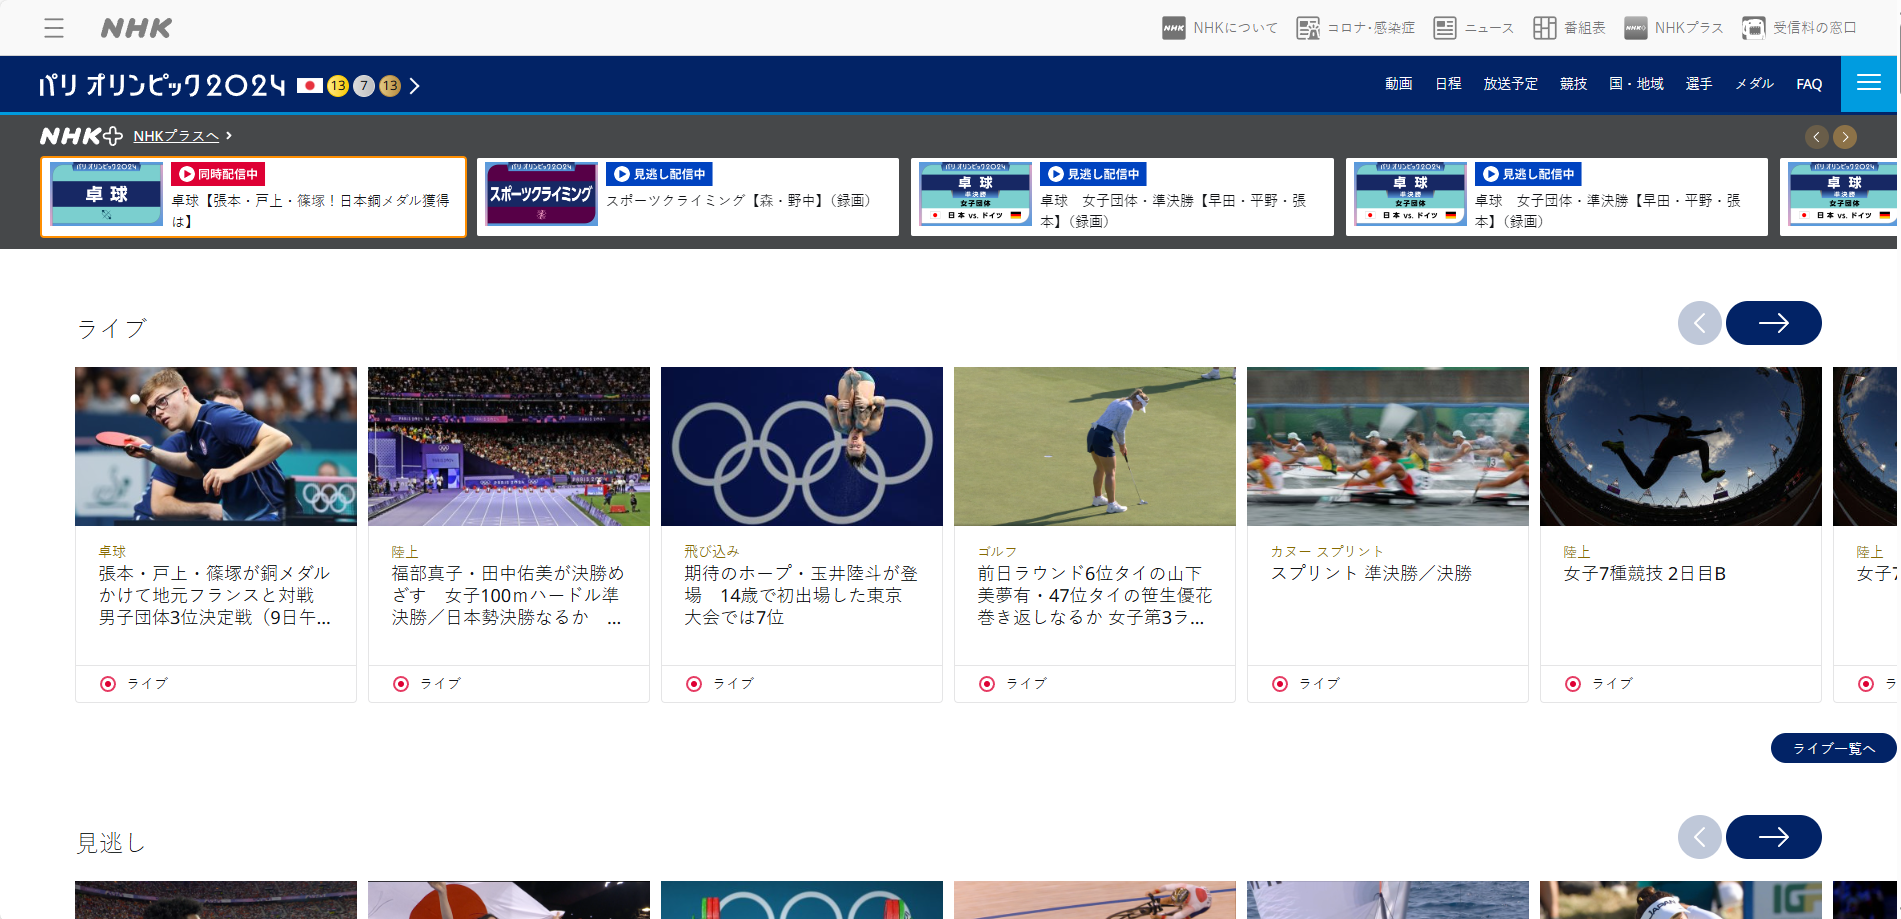 NHK
NHKについて
コロナ･感染症
ニュース
番組表
NHKプラス
受信料の窓口
パリ オリンピック2024
13
7
13
動画
日程
放送予定
競技
国・地域
選手
メダル
FAQ
NHK+
NHKプラスへ
パリ オリンピック2024
卓球
同時配信中
卓球【張本・戸上・篠塚！日本銅メダル獲得
は】
パリ オリンピック2024
スポーツクライミング
見逃し配信中
スポーツクライミング【森・野中】（録画）
パリ オリンピック2024
卓球
準決勝
女子団体
日本 vs. ドイツ
見逃し配信中
卓球　女子団体・準決勝【早田・平野・張
本】（録画）
パリ オリンピック2024
卓球
準決勝
女子団体
日本 vs. ドイツ
見逃し配信中
卓球　女子団体・準決勝【早田・平野・張
本】（録画）
パリ オリンピック2024
卓球
準決勝
女子団体
日本 vs. ドイツ
ライブ
卓球
張本・戸上・篠塚が銅メダル
かけて地元フランスと対戦
男子団体3位決定戦（9日午...
ライブ
陸上
福部真子・田中佑美が決勝め
ざす　女子100mハードル準
決勝／日本勢決勝なるか　...
ライブ
飛び込み
期待のホープ・玉井陸斗が登
場　14歳で初出場した東京
大会では7位
ライブ
ゴルフ
前日ラウンド6位タイの山下
美夢有・47位タイの笹生優花
巻き返しなるか 女子第3ラ...
ライブ
カヌー スプリント
スプリント 準決勝／決勝
ライブ
陸上
女子7種競技 2日目B
ライブ
陸上
女子7
ラ
ライブ一覧へ
見逃し
JAPAN
IGF